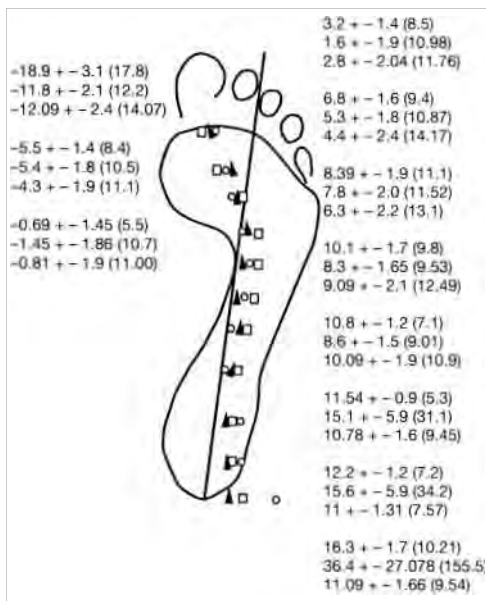 -18.9 + - 3.1 (17.8)
-11.8 + - 2.1 (12.2)
-12.09 + - 2.4 (14.07)
-5.5 + - 1.4 (8.4)
-5.4 + - 1.8 (10.5)
-4.3 + - 1.9 (11.1)
-0.69 + - 1.45 (5.5)
-1.45 + - 1.86 (10.7)
-0.81 + - 1.9 (11.00)
3.2 + - 1.4 (8.5)
1.6 + - 1.9 (10.98)
2.8 + - 2.04 (11.76)
6.8 + - 1.6 (9.4)
5.3 + - 1.8 (10.87)
4.4 + - 2.4 (14.17)
8.39 + - 1.9 (11.1)
7.8 + - 2.0 (11.52)
6.3 + - 2.2 (13.1)
10.1 + - 1.7 (9.8)
8.3 + - 1.65 (9.53)
9.09 + - 2.1 (12.49)
10.8 + - 1.2 (7.1)
8.6 + - 1.5 (9.01)
10.09 + - 1.9 (10.9)
11.54 + - 0.9 (5.3)
15.1 + - 5.9 (31.1)
10.78 + - 1.6 (9.45)
12.2 + - 1.2 (7.2)
15.6 + - 5.9 (34.2)
11 + - 1.31 (7.57)
16.3 + - 1.7 (10.21)
36.4 + - 27.078 (155.5)
11.09 + - 1.66 (9.54)